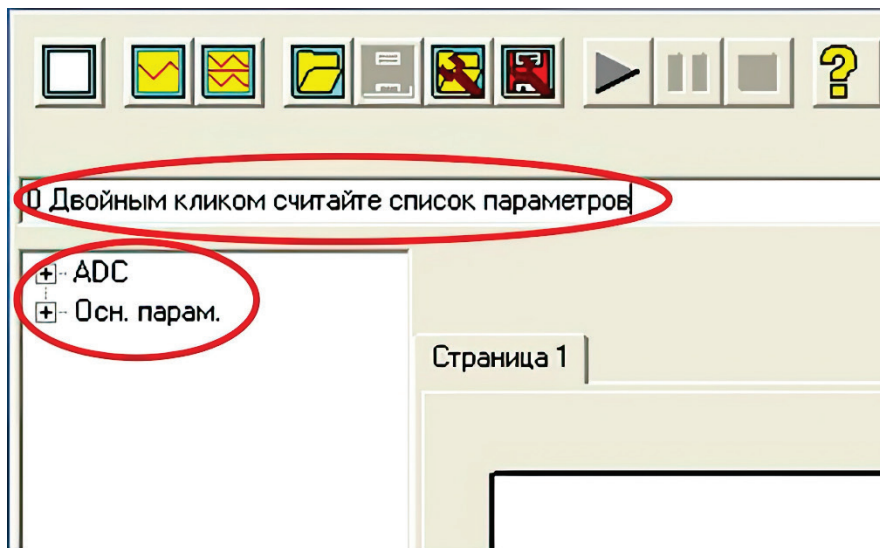 0 Двойным кликом считайте список параметров
ADC
Осн. парам.
Страница 1